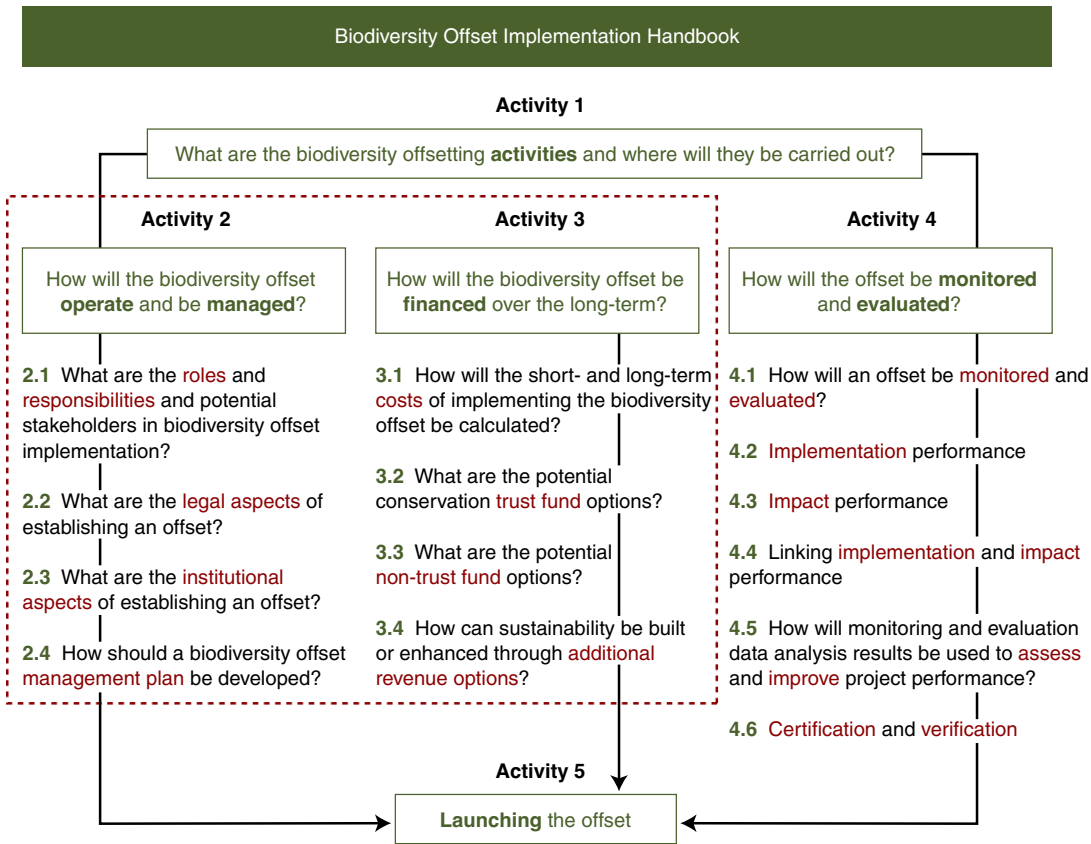 Biodiversity Offset Implementation Handbook
Activity 1
What are the biodiversity offsetting activities and where will they be carried out?
Activity 2
How will the biodiversity offset
operate and be managed?
2.1 What are the roles and
responsibilities and potential
stakeholders in biodiversity offset
implementation?
2.2 What are the legal aspects of
establishing an offset?
2.3 What are the institutional
aspects of establishing an offset?
2.4 How should a biodiversity offset
management plan be developed?
Activity 3
How will the biodiversity offset be
financed over the long-term?
3.1 How will the short- and long-term
costs of implementing the biodiversity
offset be calculated?
3.2 What are the potential
conservation trust fund options?
3.3 What are the potential
non-trust fund options?
3.4 How can sustainability be built
or enhanced through additional
revenue options?
Activity 4
How will the offset be monitored
and evaluated?
4.1 How will an offset be monitored and
evaluated?
4.2 Implementation performance
4.3 Impact performance
4.4 Linking implementation and impact
performance
4.5 How will monitoring and evaluation
data analysis results be used to assess
and improve project performance?
4.6 Certification and verification
Activity 5
Launching the offset